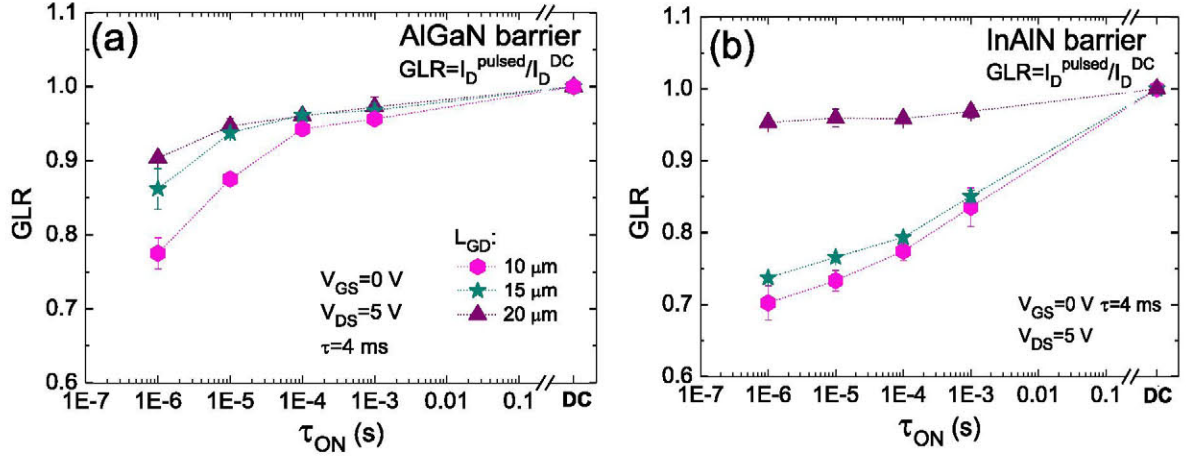 (a)
AlGaN barrier
GLR=I_D^pulsed/I_D^DC
1.1
1.0
0.9
0.8
0.7
0.6
GLR
L_GD:
10 μm
15 μm
20 μm
V_GS=0 V
V_DS=5 V
τ=4 ms
1E-7 1E-6 1E-5 1E-4 1E-3 0.01 0.1 DC
τ_ON (s)
(b)
InAlN barrier
GLR=I_D^pulsed/I_D^DC
1.1
1.0
0.9
0.8
0.7
0.6
GLR
V_GS=0 V τ=4 ms
V_DS=5 V
1E-7 1E-6 1E-5 1E-4 1E-3 0.01 0.1 DC
τ_ON (s)